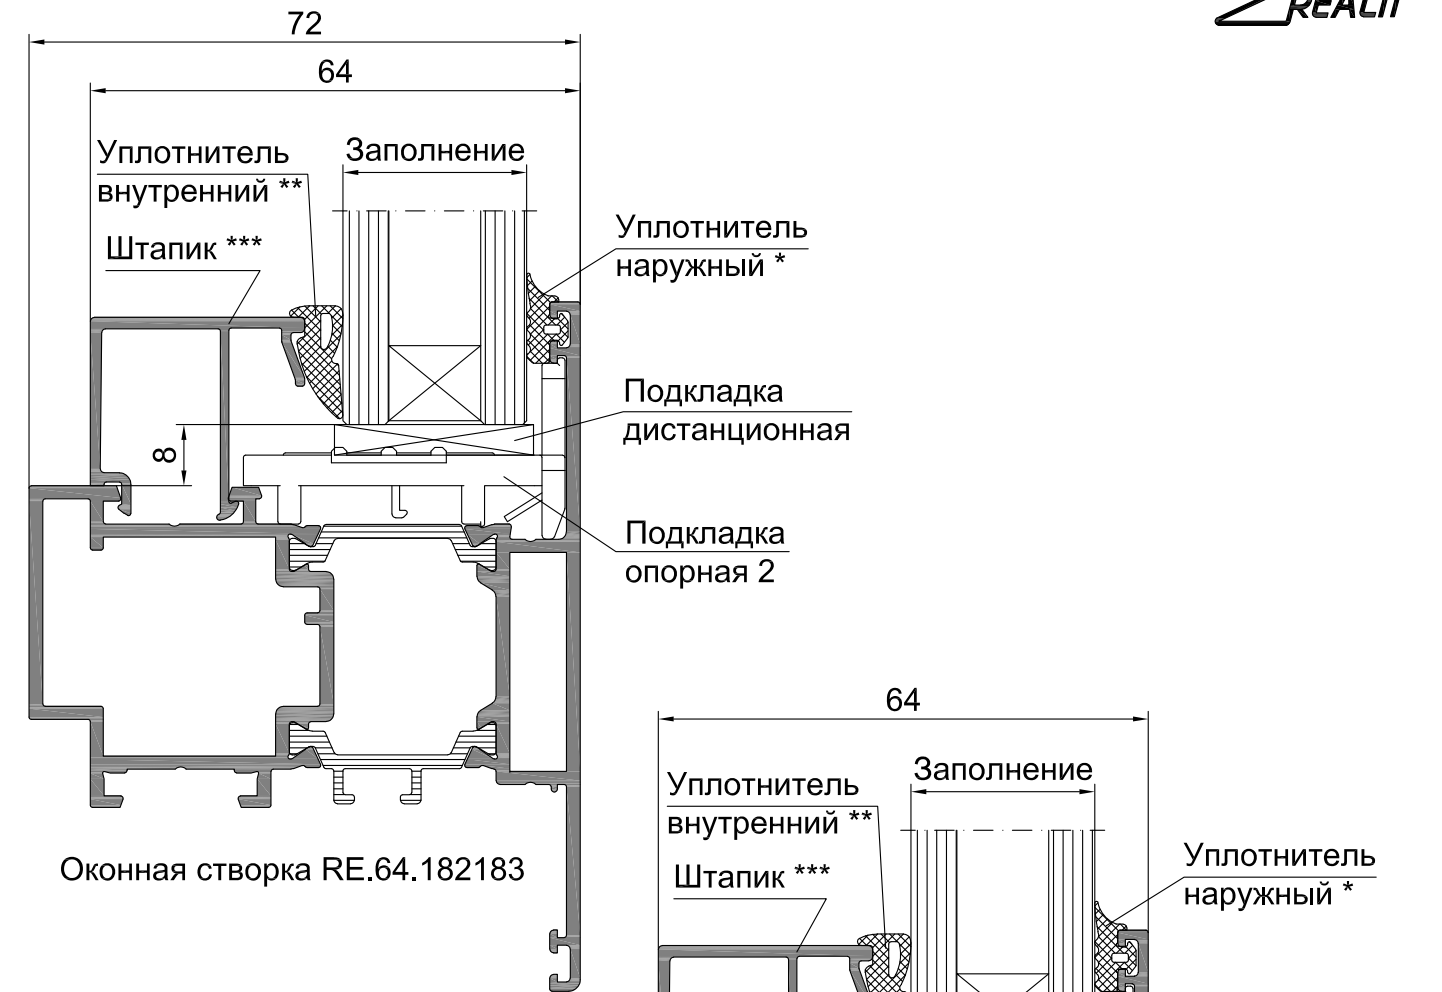 REACH
72
64
Уплотнитель
внутренний **
Заполнение
Штапик ***
Уплотнитель
наружный *
Подкладка
дистанционная
8
Подкладка
опорная 2
Оконная створка RE.64.182183
64
Заполнение
Уплотнитель
внутренний **
Штапик ***
Уплотнитель
наружный *